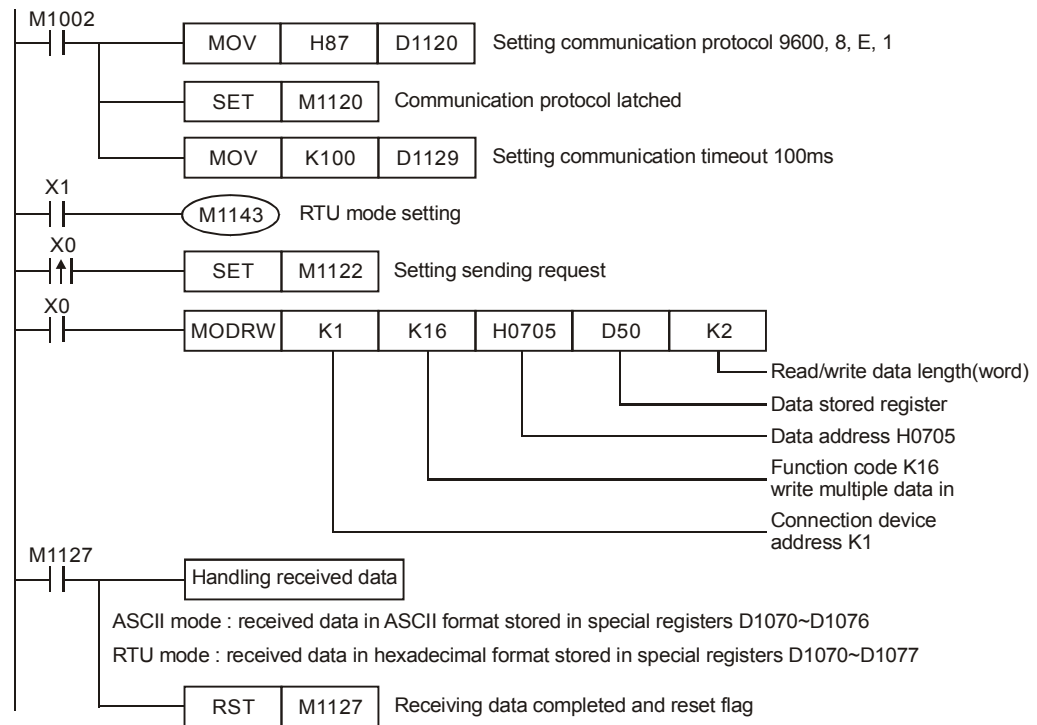 M1002
MOV H87 D1120 Setting communication protocol 9600, 8, E, 1
SET M1120 Communication protocol latched
MOV K100 D1129 Setting communication timeout 100ms
X1
M1143 RTU mode setting
X0
SET M1122 Setting sending request
X0
MODRW K1 K16 H0705 D50 K2
Read/write data length(word)
Data stored register
Data address H0705
Function code K16
write multiple data in
Connection device
address K1
M1127
Handling received data
ASCII mode : received data in ASCII format stored in special registers D1070~D1076
RTU mode : received data in hexadecimal format stored in special registers D1070~D1077
RST M1127 Receiving data completed and reset flag